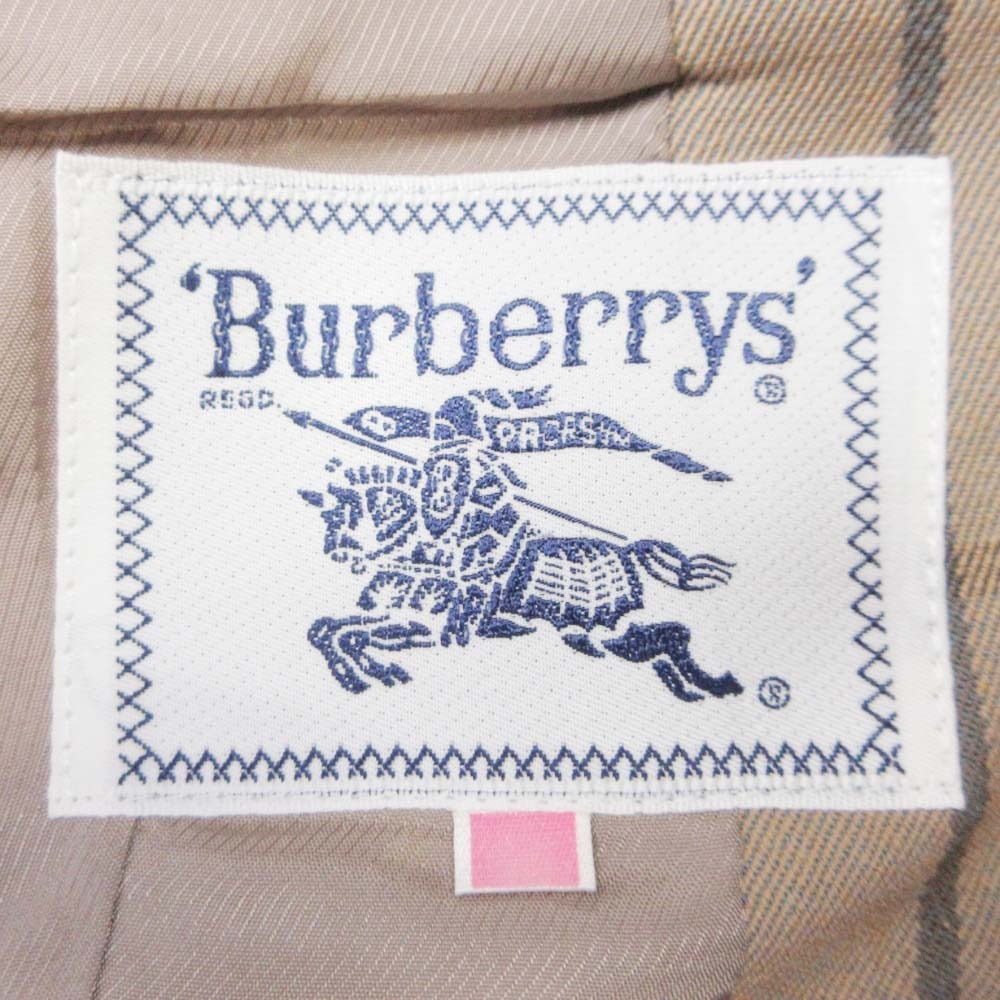 'Burberrys'
REGD.
®
PRORSUM
®